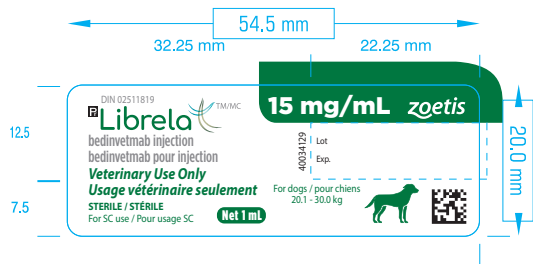 54.5 mm
32.25 mm
22.25 mm
12.5
7.5
20.0 mm
DIN 02511819
Pr Librela TM/MC
bedinvetmab injection
bedinvetmab pour injection
Veterinary Use Only
Usage vétérinaire seulement
STERILE / STÉRILE
For SC use / Pour usage SC
Net 1 mL
15 mg/mL zoetis
40034129
Lot
Exp.
For dogs / pour chiens
20.1 - 30.0 kg